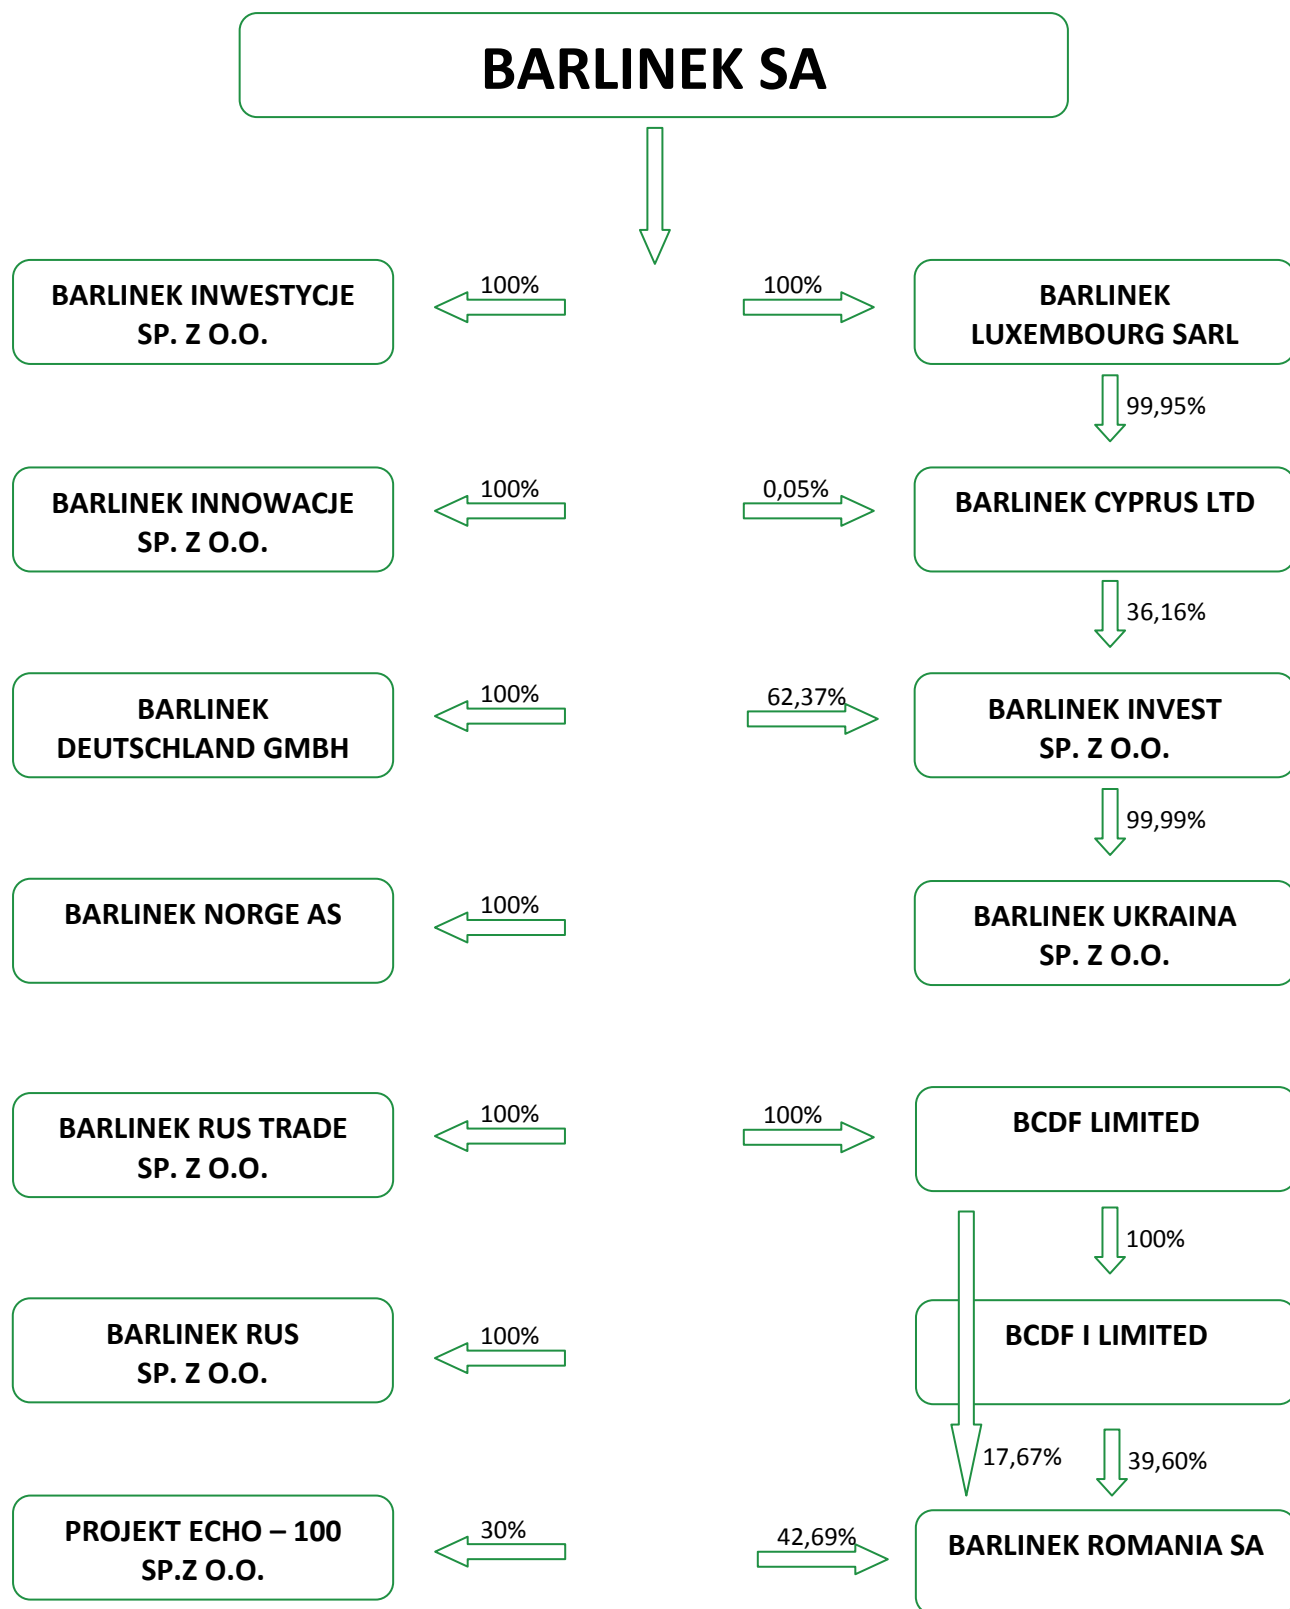 BARLINEK SA
BARLINEK INWESTYCJE
SP. Z O.O.
100%
100%
BARLINEK
LUXEMBOURG SARL
99,95%
BARLINEK INNOWACJE
SP. Z O.O.
100%
0,05%
BARLINEK CYPRUS LTD
36,16%
BARLINEK
DEUTSCHLAND GMBH
100%
62,37%
BARLINEK INVEST
SP. Z O.O.
99,99%
BARLINEK NORGE AS
100%
BARLINEK UKRAINA
SP. Z O.O.
BARLINEK RUS TRADE
SP. Z O.O.
100%
100%
BCDF LIMITED
100%
BARLINEK RUS
SP. Z O.O.
100%
BCDF I LIMITED
17,67%
39,60%
PROJEKT ECHO – 100
SP.Z O.O.
30%
42,69%
BARLINEK ROMANIA SA